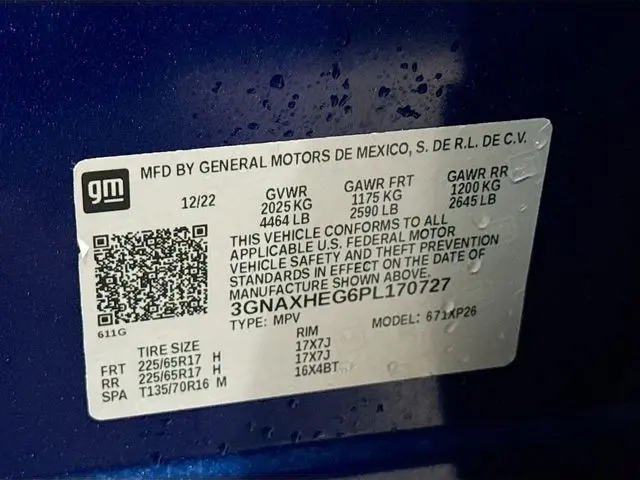 gm
MFD BY GENERAL MOTORS DE MEXICO, S. DE R.L. DE C.V.
12/22 GVWR GAWR FRT GAWR RR
2025 KG 1175 KG 1200 KG
4464 LB 2590 LB 2645 LB
THIS VEHICLE CONFORMS TO ALL
APPLICABLE U.S. FEDERAL MOTOR
VEHICLE SAFETY AND THEFT PREVENTION
STANDARDS IN EFFECT ON THE DATE OF
MANUFACTURE SHOWN ABOVE.
3GNAXHEG6PL170727
TYPE: MPV MODEL: 671XP26
611G
TIRE SIZE RIM
FRT 225/65R17 H 17X7J
RR 225/65R17 H 17X7J
SPA T135/70R16 M 16X4BT